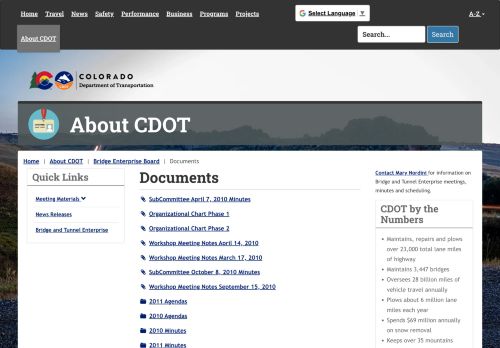 Home Travel News Safety Performance Business Programs Projects
Select Language ▼
A-Z
About CDOT
Search... Search
COLORADO
Department of Transportation
About CDOT
Home | About CDOT | Bridge Enterprise Board | Documents
Quick Links
Meeting Materials
News Releases
Bridge and Tunnel Enterprise
Documents
SubCommittee April 7, 2010 Minutes
Organizational Chart Phase 1
Organizational Chart Phase 2
Workshop Meeting Notes April 14, 2010
Workshop Meeting Notes March 17, 2010
SubCommittee October 8, 2010 Minutes
Workshop Meeting Notes September 15, 2010
2011 Agendas
2010 Agendas
2010 Minutes
2011 Minutes
Contact Mary Nordini for information on
Bridge and Tunnel Enterprise meetings,
minutes and scheduling.
CDOT by the
Numbers
Maintains, repairs and plows
over 23,000 total lane miles
of highway
Maintains 3,447 bridges
Oversees 28 billion miles of
vehicle travel annually
Plows about 6 million lane
miles each year
Spends $69 million annually
on snow removal
Keeps over 35 mountains